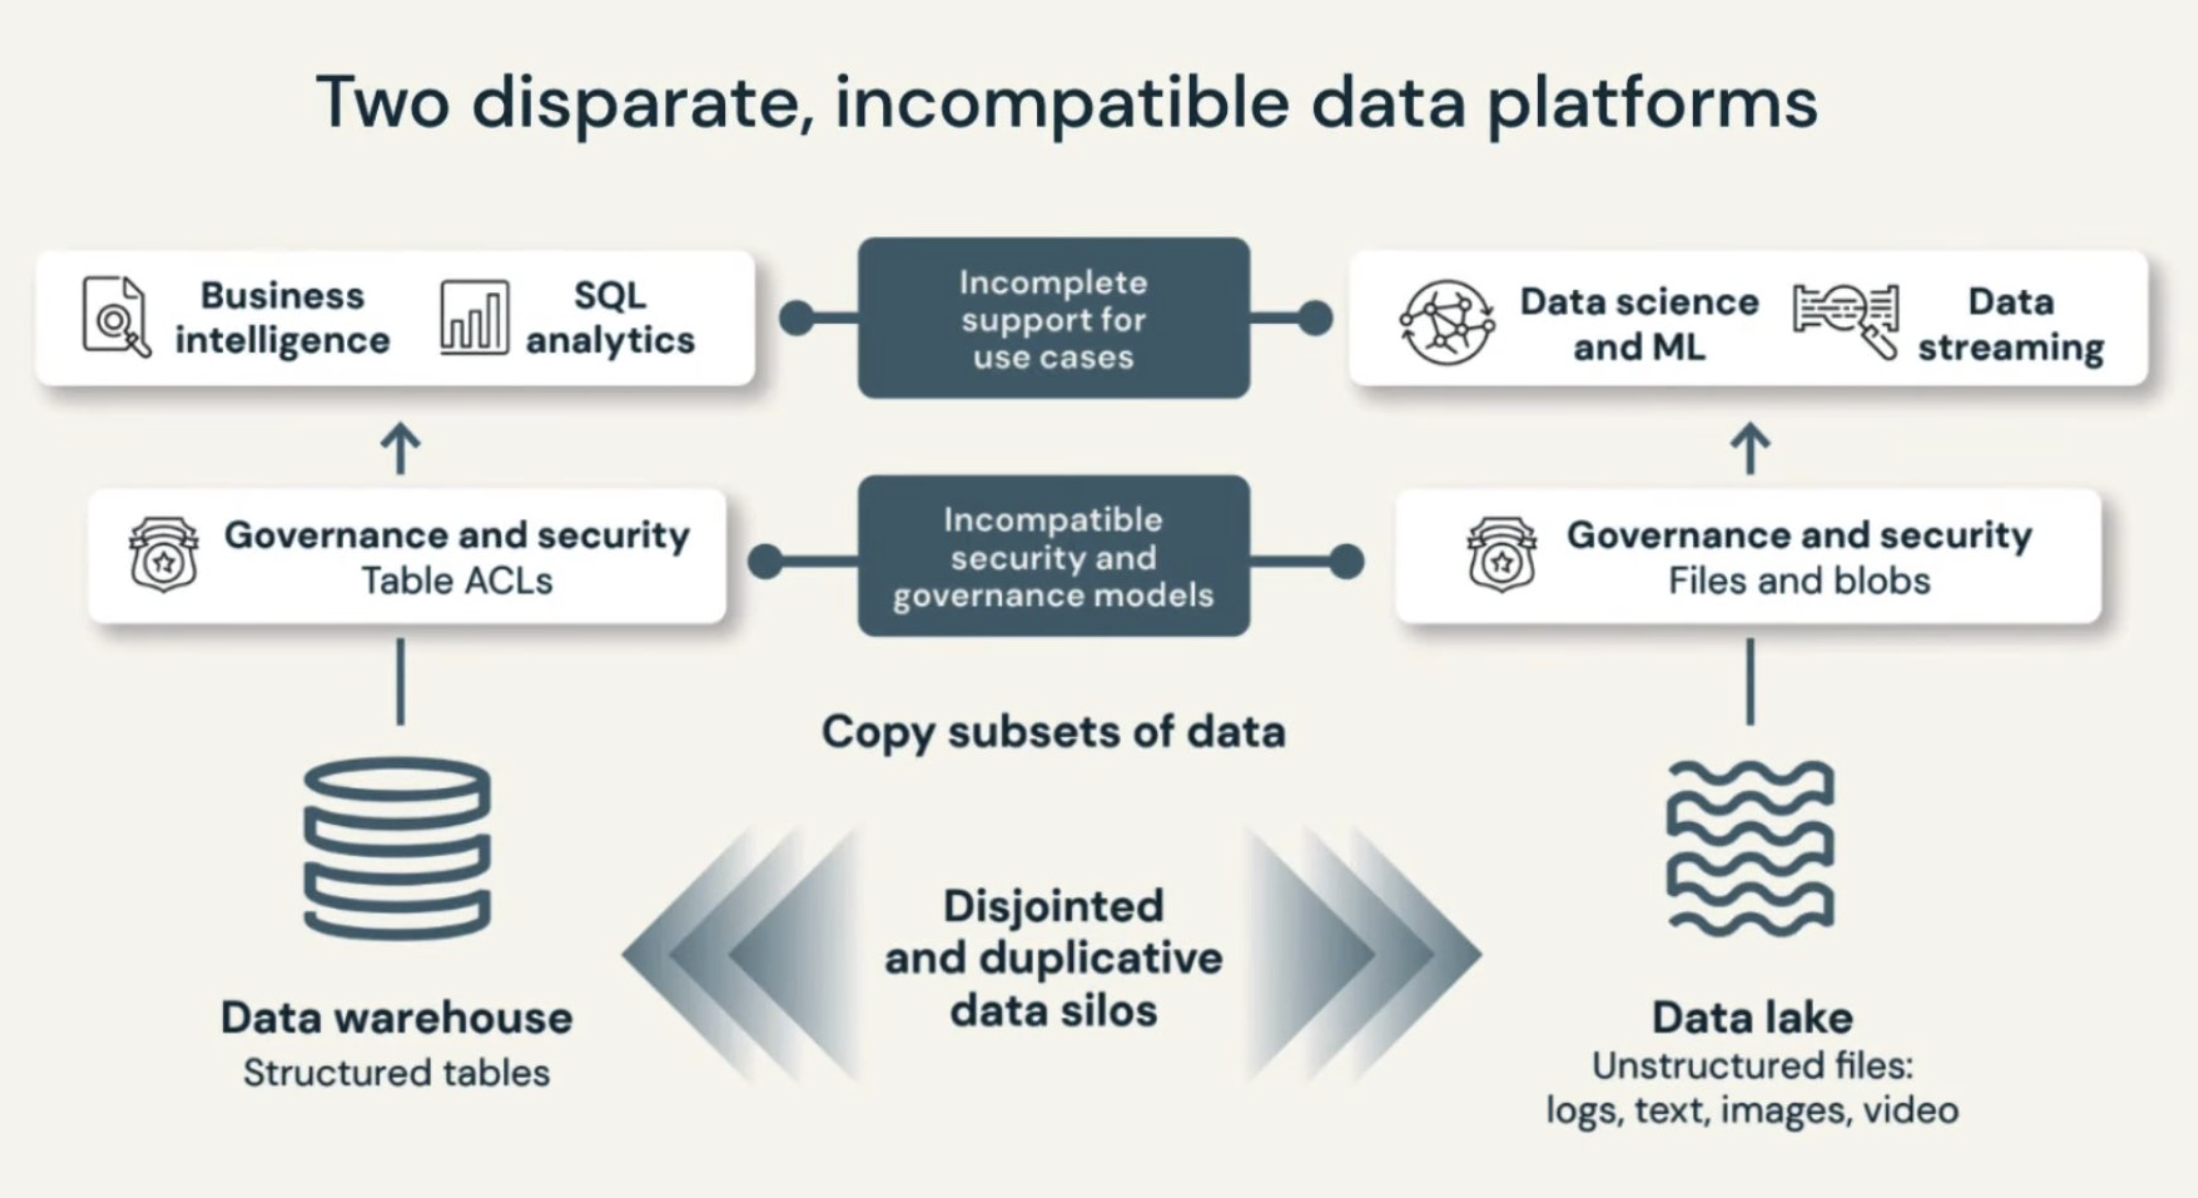 Two disparate, incompatible data platforms
Business
intelligence
SQL
analytics
Incomplete
support for
use cases
Data science
and ML
Data
streaming
Governance and security
Table ACLs
Incompatible
security and
governance models
Governance and security
Files and blobs
Copy subsets of data
Disjointed
and duplicative
data silos
Data warehouse
Structured tables
Data lake
Unstructured files:
logs, text, images, video